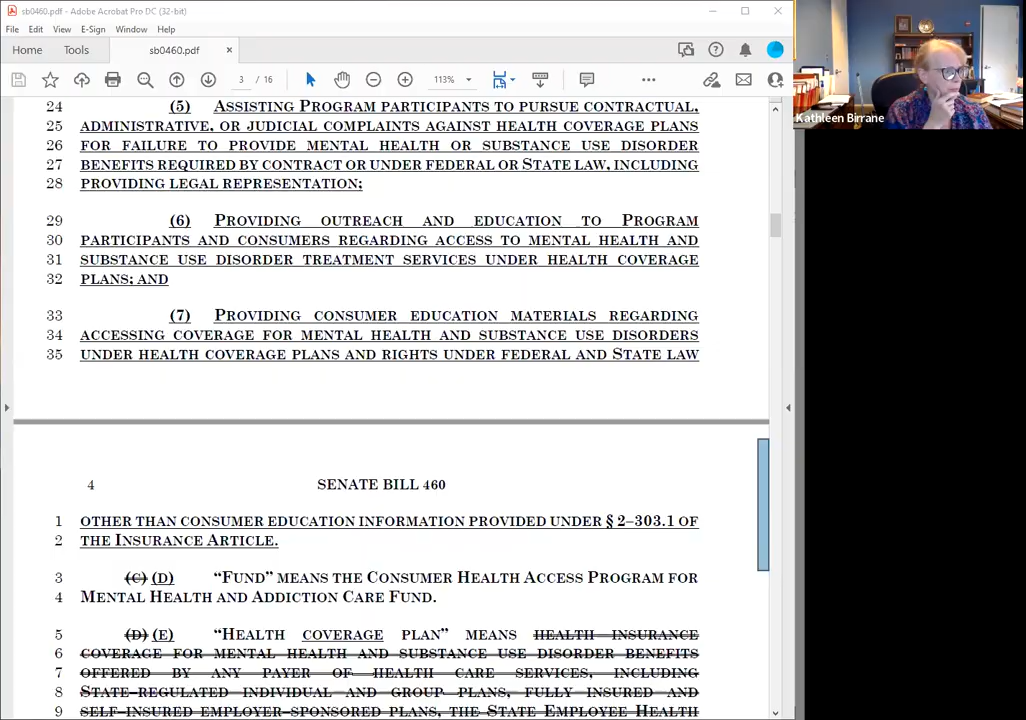 sb0460.pdf - Adobe Acrobat Pro DC (32-bit)
File Edit View E-Sign Window Help
Home Tools sb0460.pdf ×
3 / 16 113%
24 (5) ASSISTING PROGRAM PARTICIPANTS TO PURSUE CONTRACTUAL,
25 ADMINISTRATIVE, OR JUDICIAL COMPLAINTS AGAINST HEALTH COVERAGE PLANS
26 FOR FAILURE TO PROVIDE MENTAL HEALTH OR SUBSTANCE USE DISORDER
27 BENEFITS REQUIRED BY CONTRACT OR UNDER FEDERAL OR STATE LAW, INCLUDING
28 PROVIDING LEGAL REPRESENTATION;
29 (6) PROVIDING OUTREACH AND EDUCATION TO PROGRAM
30 PARTICIPANTS AND CONSUMERS REGARDING ACCESS TO MENTAL HEALTH AND
31 SUBSTANCE USE DISORDER TREATMENT SERVICES UNDER HEALTH COVERAGE
32 PLANS; AND
33 (7) PROVIDING CONSUMER EDUCATION MATERIALS REGARDING
34 ACCESSING COVERAGE FOR MENTAL HEALTH AND SUBSTANCE USE DISORDERS
35 UNDER HEALTH COVERAGE PLANS AND RIGHTS UNDER FEDERAL AND STATE LAW
4 SENATE BILL 460
1 OTHER THAN CONSUMER EDUCATION INFORMATION PROVIDED UNDER § 2–303.1 OF
2 THE INSURANCE ARTICLE.
3 (C) (D) “FUND” MEANS THE CONSUMER HEALTH ACCESS PROGRAM FOR
4 MENTAL HEALTH AND ADDICTION CARE FUND.
5 (D) (E) “HEALTH COVERAGE PLAN” MEANS HEALTH INSURANCE
6 COVERAGE FOR MENTAL HEALTH AND SUBSTANCE USE DISORDER BENEFITS
7 OFFERED BY ANY PAYER OF HEALTH CARE SERVICES, INCLUDING
8 STATE–REGULATED INDIVIDUAL AND GROUP PLANS, FULLY INSURED AND
9 SELF–INSURED EMPLOYER–SPONSORED PLANS, THE STATE EMPLOYEE HEALTH
Kathleen Birrane